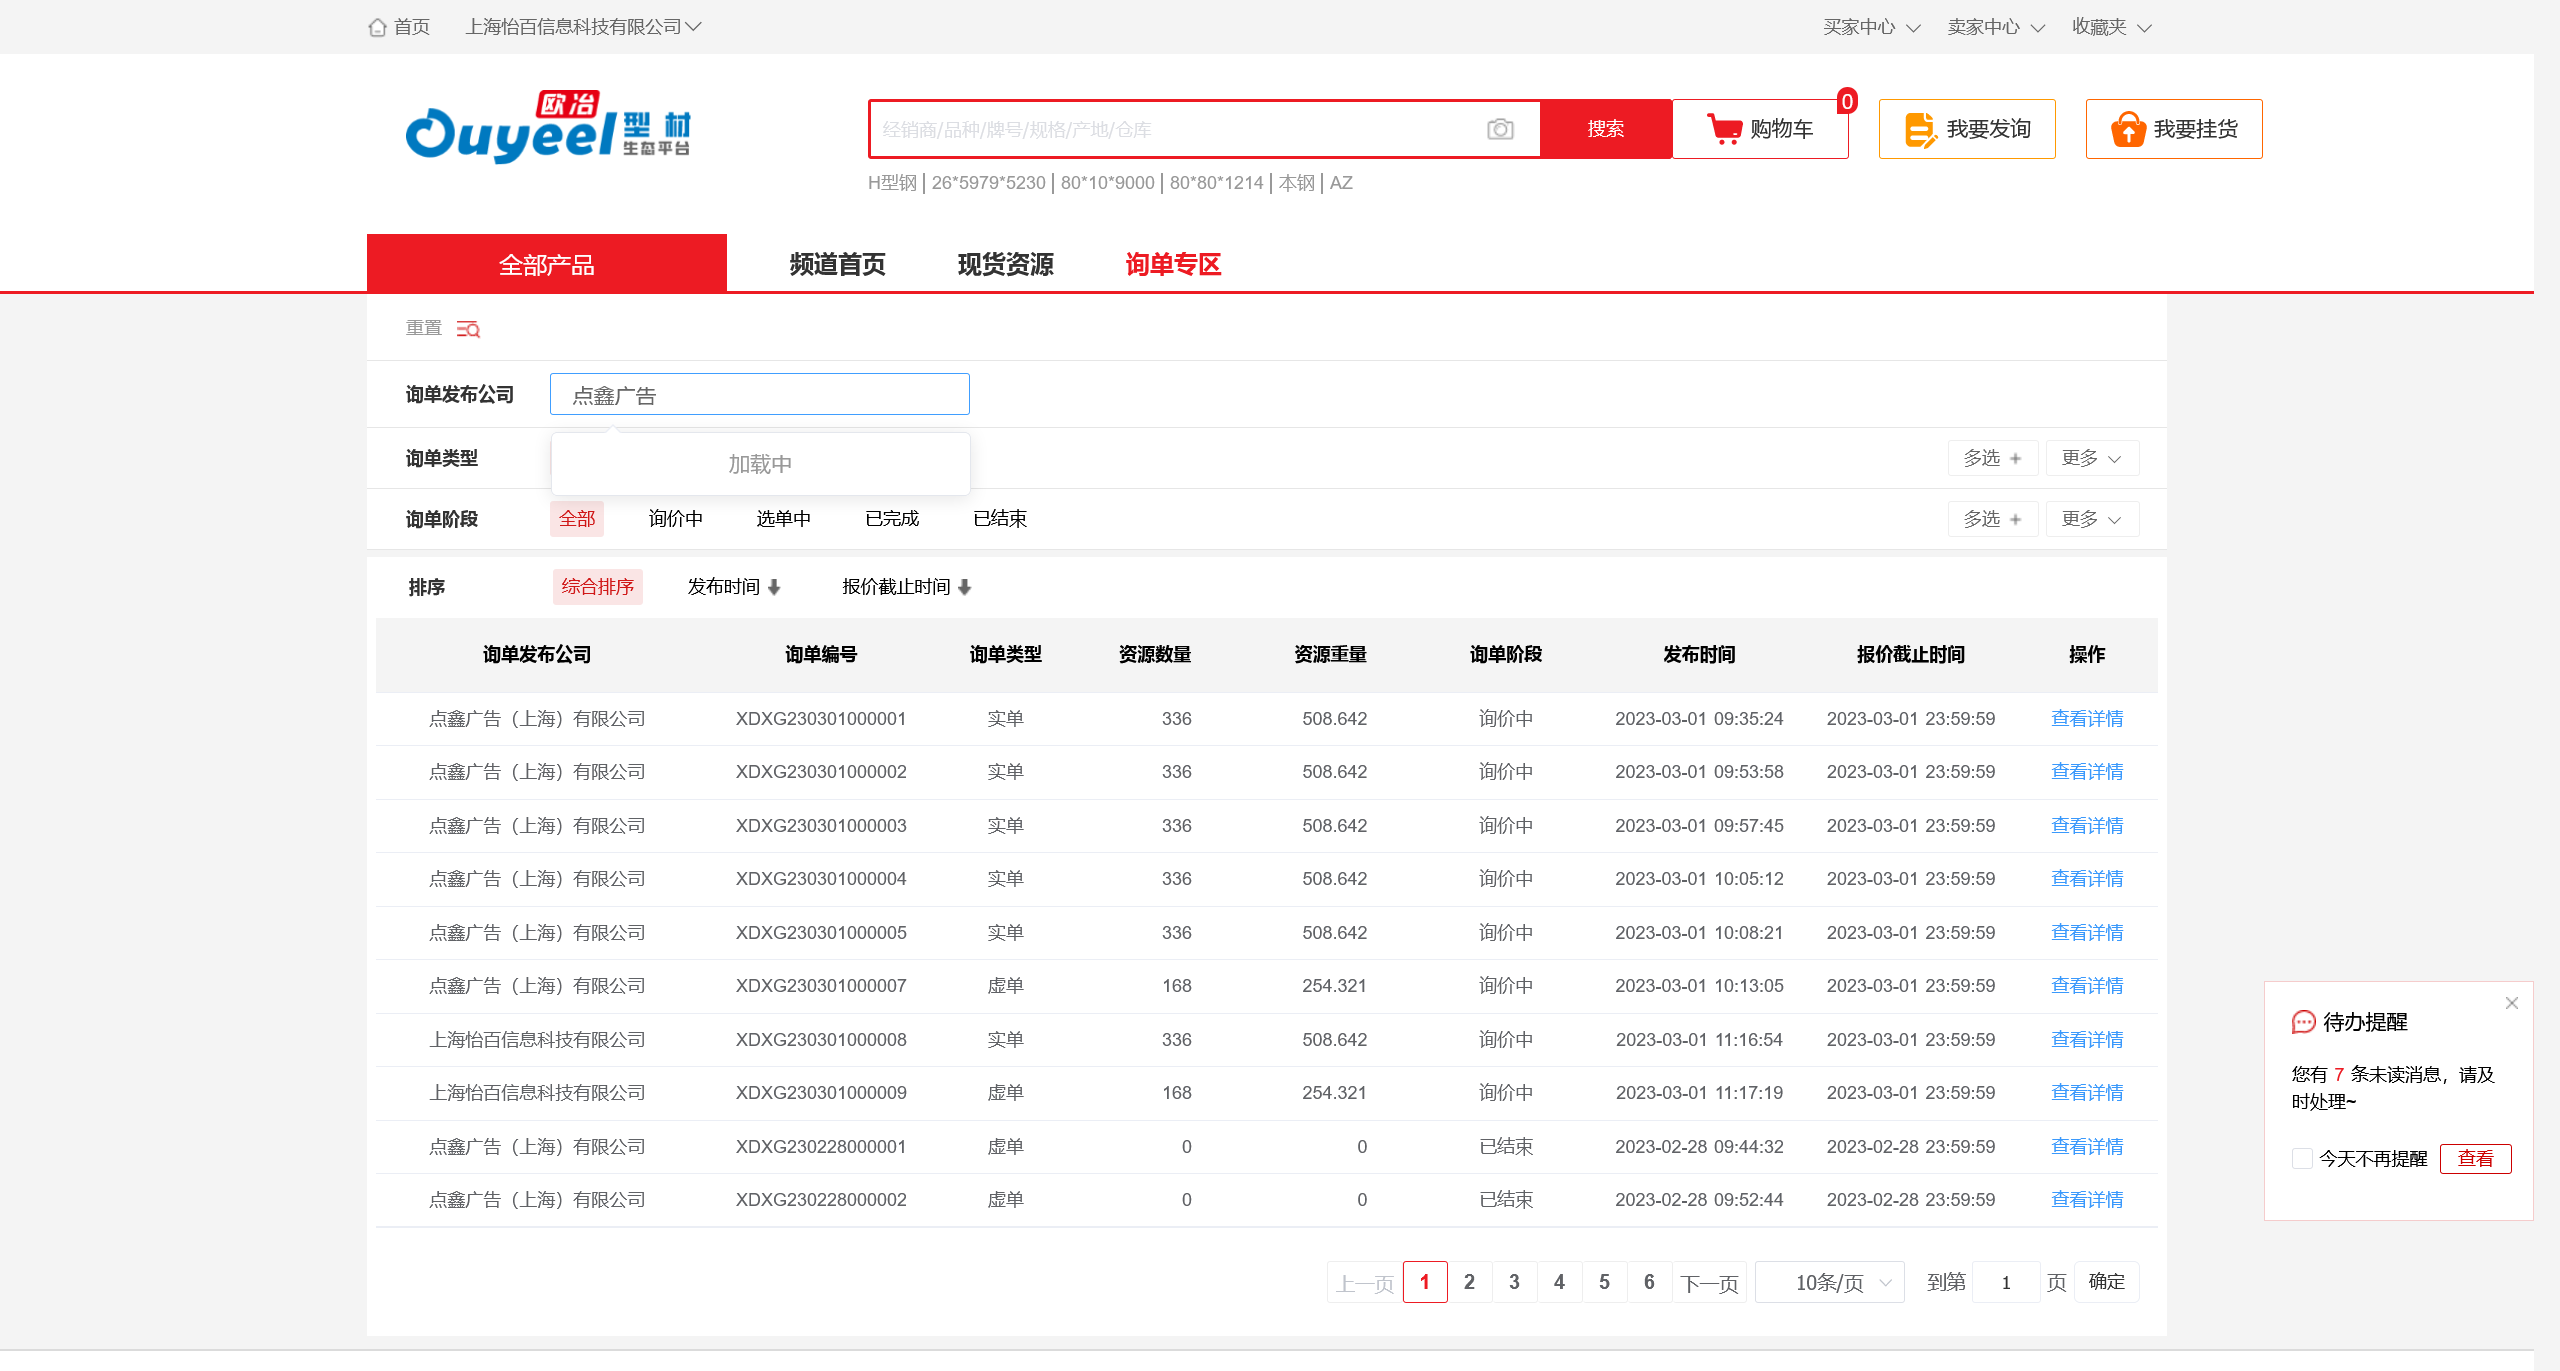 首页 上海怡百信息科技有限公司 买家中心 卖家中心 收藏夹
欧冶 Ouyeel 型材 生态平台
经销商/品种/牌号/规格/产地/仓库 搜索 购物车 0 我要发询 我要挂货
H型钢 | 26*5979*5230 | 80*10*9000 | 80*80*1214 | 本钢 | AZ
全部产品 频道首页 现货资源 询单专区
重置
询单发布公司 点鑫广告
询单类型 加载中 多选 + 更多
询单阶段 全部 询价中 选单中 已完成 已结束 多选 + 更多
排序 综合排序 发布时间 报价截止时间
询单发布公司 询单编号 询单类型 资源数量 资源重量 询单阶段 发布时间 报价截止时间 操作
点鑫广告（上海）有限公司 XDXG230301000001 实单 336 508.642 询价中 2023-03-01 09:35:24 2023-03-01 23:59:59 查看详情
点鑫广告（上海）有限公司 XDXG230301000002 实单 336 508.642 询价中 2023-03-01 09:53:58 2023-03-01 23:59:59 查看详情
点鑫广告（上海）有限公司 XDXG230301000003 实单 336 508.642 询价中 2023-03-01 09:57:45 2023-03-01 23:59:59 查看详情
点鑫广告（上海）有限公司 XDXG230301000004 实单 336 508.642 询价中 2023-03-01 10:05:12 2023-03-01 23:59:59 查看详情
点鑫广告（上海）有限公司 XDXG230301000005 实单 336 508.642 询价中 2023-03-01 10:08:21 2023-03-01 23:59:59 查看详情
点鑫广告（上海）有限公司 XDXG230301000007 虚单 168 254.321 询价中 2023-03-01 10:13:05 2023-03-01 23:59:59 查看详情
上海怡百信息科技有限公司 XDXG230301000008 实单 336 508.642 询价中 2023-03-01 11:16:54 2023-03-01 23:59:59 查看详情
上海怡百信息科技有限公司 XDXG230301000009 虚单 168 254.321 询价中 2023-03-01 11:17:19 2023-03-01 23:59:59 查看详情
点鑫广告（上海）有限公司 XDXG230228000001 虚单 0 0 已结束 2023-02-28 09:44:32 2023-02-28 23:59:59 查看详情
点鑫广告（上海）有限公司 XDXG230228000002 虚单 0 0 已结束 2023-02-28 09:52:44 2023-02-28 23:59:59 查看详情
上一页 1 2 3 4 5 6 下一页 10条/页 到第 1 页 确定
待办提醒
您有 7 条未读消息，请及
时处理~
今天不再提醒 查看